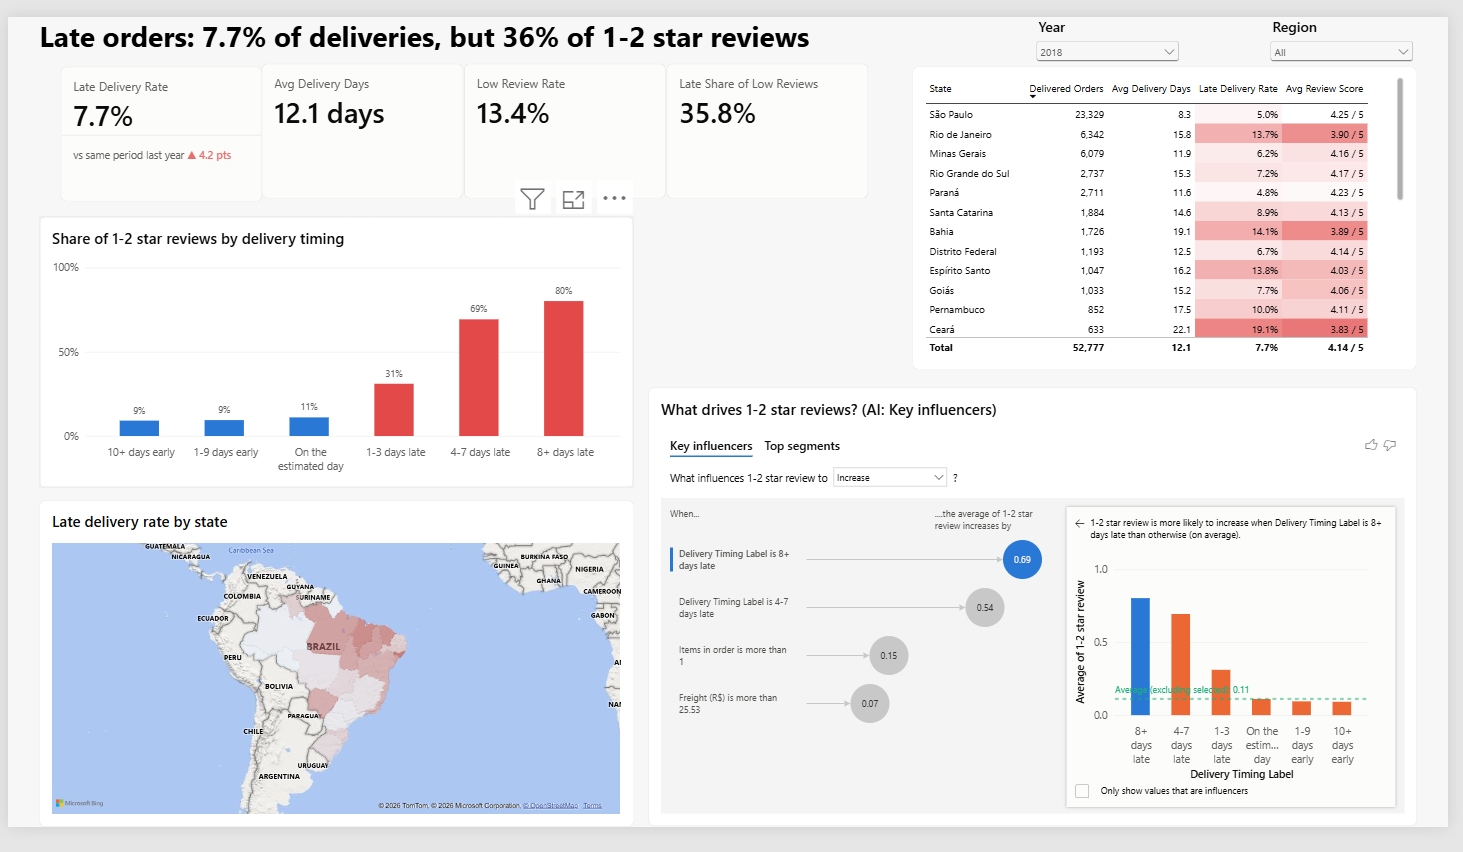 Late orders: 7.7% of deliveries, but 36% of 1-2 star reviews
Year
2018
Region
All
Late Delivery Rate
7.7%
vs same period last year ▲ 4.2 pts
Avg Delivery Days
12.1 days
Low Review Rate
13.4%
Late Share of Low Reviews
35.8%
State Delivered Orders Avg Delivery Days Late Delivery Rate Avg Review Score
São Paulo 23,329 8.3 5.0% 4.25 / 5
Rio de Janeiro 6,342 15.8 13.7% 3.90 / 5
Minas Gerais 6,079 11.9 6.2% 4.16 / 5
Rio Grande do Sul 2,737 15.3 7.2% 4.17 / 5
Paraná 2,711 11.6 4.8% 4.23 / 5
Santa Catarina 1,884 14.6 8.9% 4.13 / 5
Bahia 1,726 19.1 14.1% 3.89 / 5
Distrito Federal 1,193 12.5 6.7% 4.14 / 5
Espírito Santo 1,047 16.2 13.8% 4.03 / 5
Goiás 1,033 15.2 7.7% 4.06 / 5
Pernambuco 852 17.5 10.0% 4.11 / 5
Ceará 633 22.1 19.1% 3.83 / 5
Total 52,777 12.1 7.7% 4.14 / 5
Share of 1-2 star reviews by delivery timing
100%
50%
0%
9%
9%
11%
31%
69%
80%
10+ days early
1-9 days early
On the
estimated day
1-3 days late
4-7 days late
8+ days late
Late delivery rate by state
GUATEMALA
NICARAGUA
Caribbean Sea
VENEZUELA
GUYANA
COLOMBIA
SURINAME
ECUADOR
PERU
BRAZIL
BOLIVIA
PARAGUAY
CHILE
URUGUAY
ARGENTINA
BURKINA FASO
GUINEA
NIGERIA
GHANA
CAMEROON
GABON
Microsoft Bing
© 2026 TomTom, © 2026 Microsoft Corporation, © OpenStreetMap Terms
What drives 1-2 star reviews? (AI: Key influencers)
Key influencers
Top segments
What influences 1-2 star review to Increase ?
When...
....the average of 1-2 star
review increases by
Delivery Timing Label is 8+
days late
0.69
Delivery Timing Label is 4-7
days late
0.54
Items in order is more than
1
0.15
Freight (R$) is more than
25.53
0.07
1-2 star review is more likely to increase when Delivery Timing Label is 8+
days late than otherwise (on average).
Average of 1-2 star review
1.0
0.5
0.0
Average (excluding selected) 0.11
8+
days
late
4-7
days
late
1-3
days
late
On the
estim...
day
1-9
days
early
10+
days
early
Delivery Timing Label
Only show values that are influencers